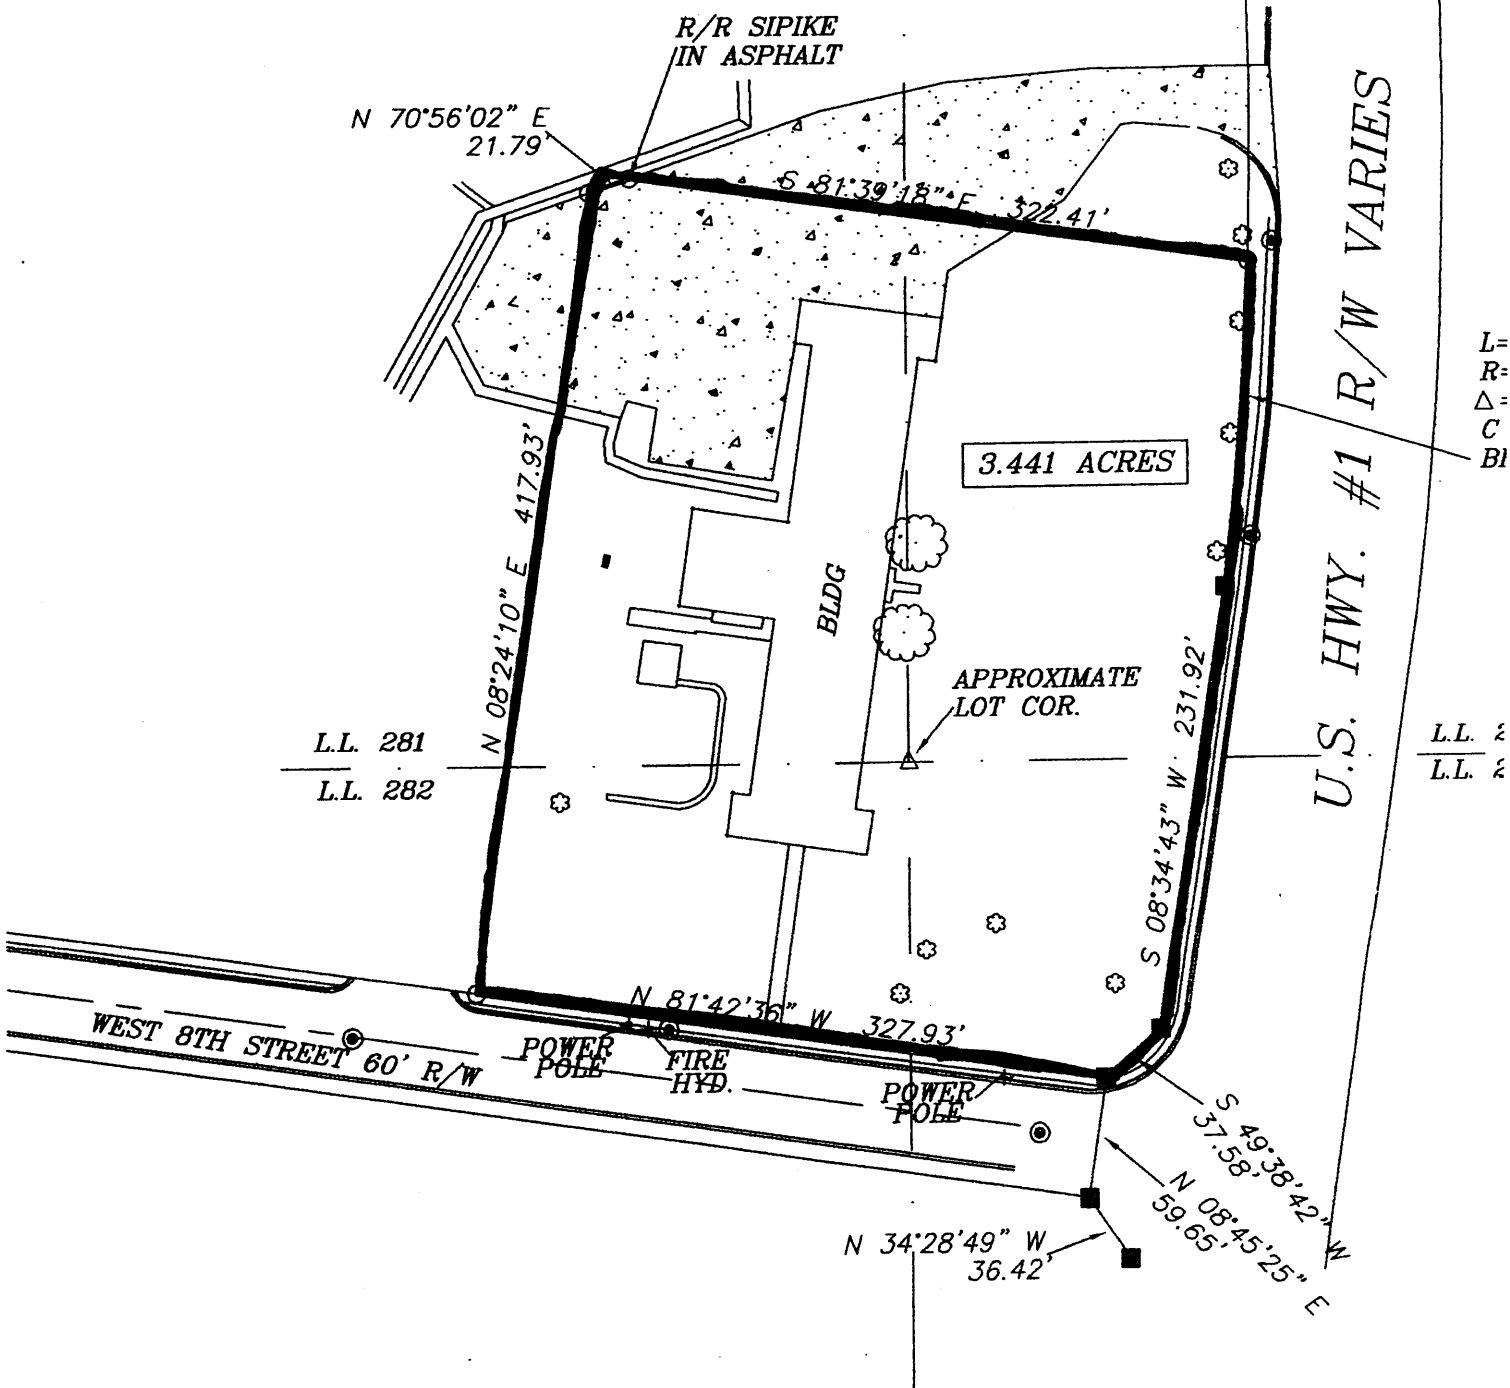 R/R SIPIKE
IN ASPHALT
N 70°56'02" E
21.79'
S 81°39'18" E 322.41'
U.S. HWY. #1 R/W VARIES
L=
R=
Δ=
C
3.441 ACRES
N 08°24'10" E 417.93'
BLDG
APPROXIMATE
LOT COR.
S 08°34'43" W 231.92'
L.L. 281
L.L. 282
L.L. 2
L.L. 2
N 81°42'36" W 327.93'
WEST 8TH STREET 60' R/W
POWER
POLE
FIRE
HYD.
POWER
POLE
S 49°38'42" W
37.58'
N 08°45'25" E
59.65'
N 34°28'49" W
36.42'